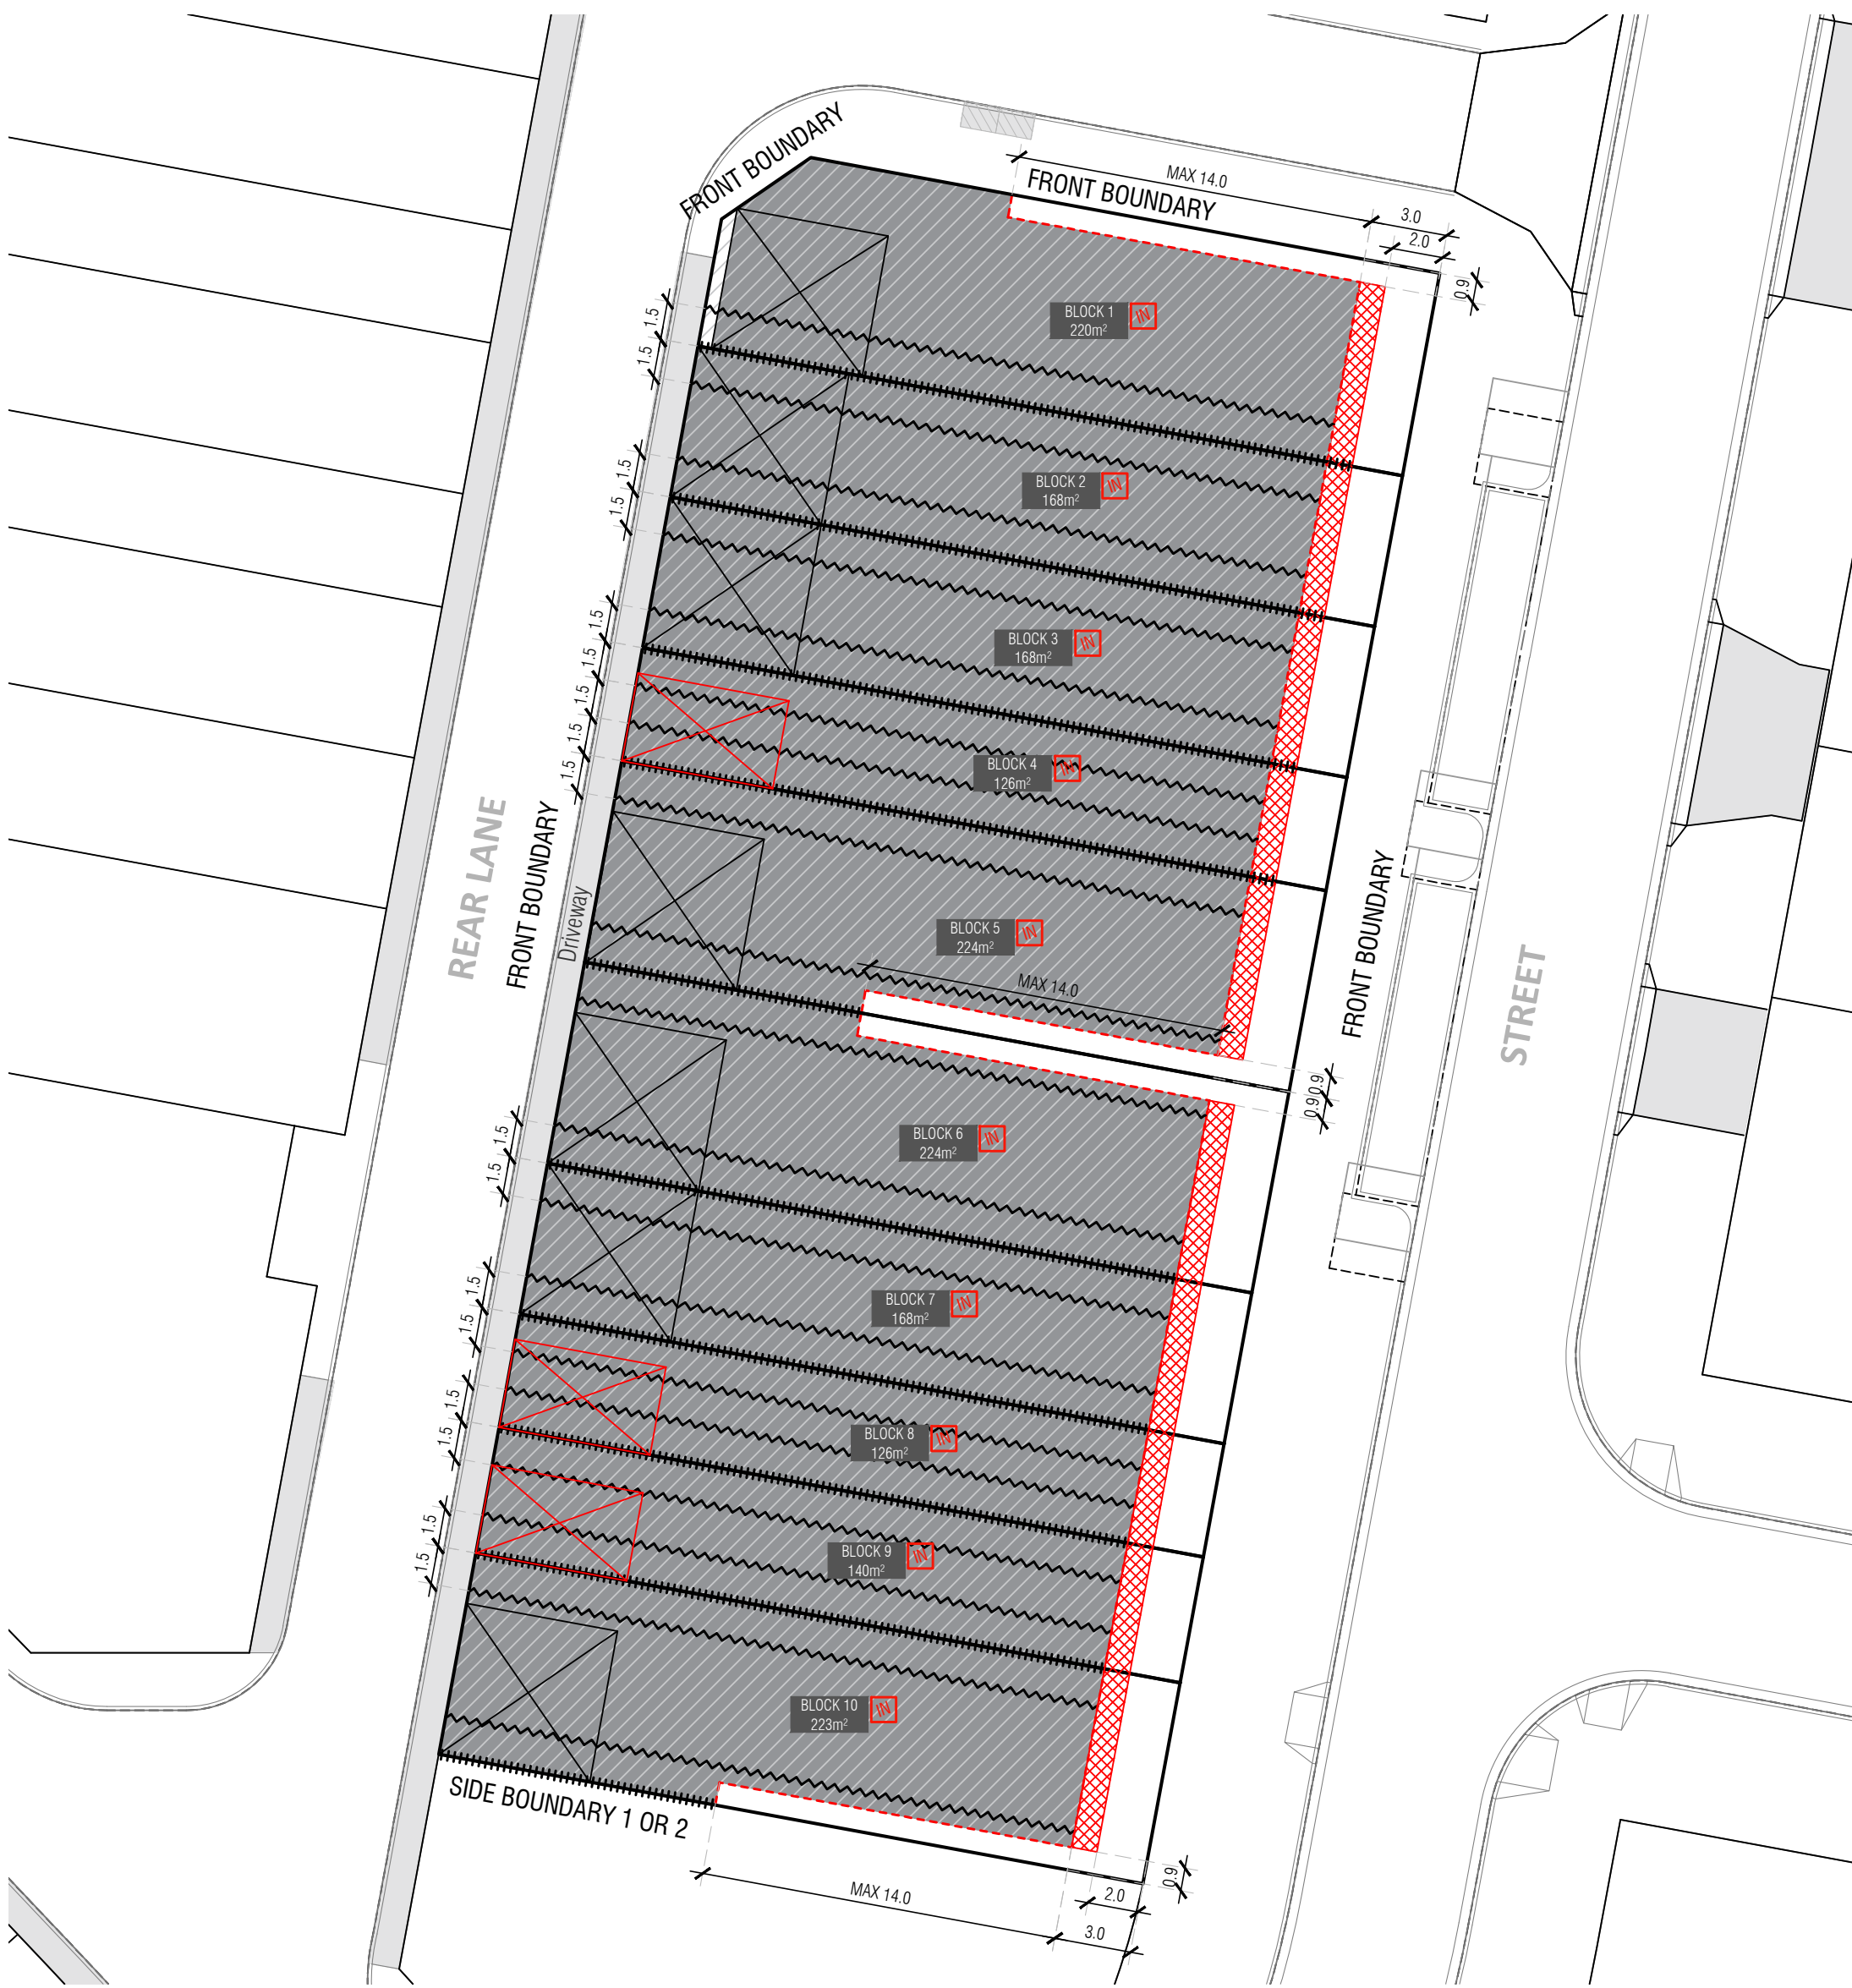 FRONT BOUNDARY
MAX 14.0
FRONT BOUNDARY
3.0
2.0
0.9
BLOCK 1
220m²
IN
1.5
1.5
BLOCK 2
168m²
IN
1.5
1.5
BLOCK 3
168m²
IN
1.5
1.5
1.5
BLOCK 4
126m²
IN
1.5
1.5
REAR LANE
FRONT BOUNDARY
Driveway
BLOCK 5
224m²
IN
MAX 14.0
FRONT BOUNDARY
STREET
0.9
0.9
BLOCK 6
224m²
IN
1.5
1.5
BLOCK 7
168m²
IN
1.5
1.5
BLOCK 8
126m²
IN
1.5
1.5
BLOCK 9
140m²
IN
1.5
1.5
BLOCK 10
223m²
IN
SIDE BOUNDARY 1 OR 2
MAX 14.0
0.9
2.0
3.0